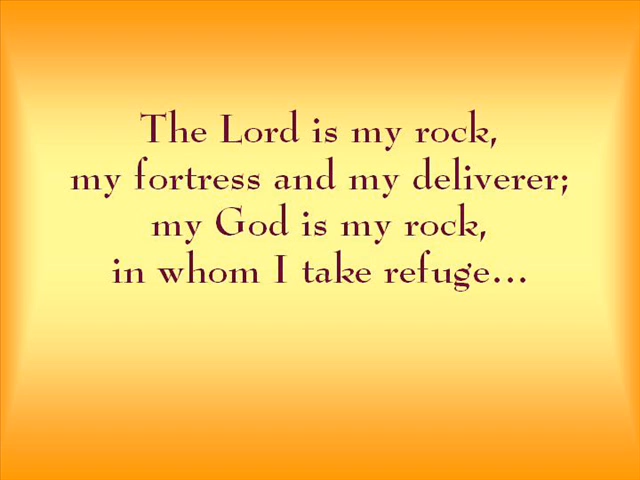 The Lord is my rock,
my fortress and my deliverer;
my God is my rock,
in whom I take refuge...